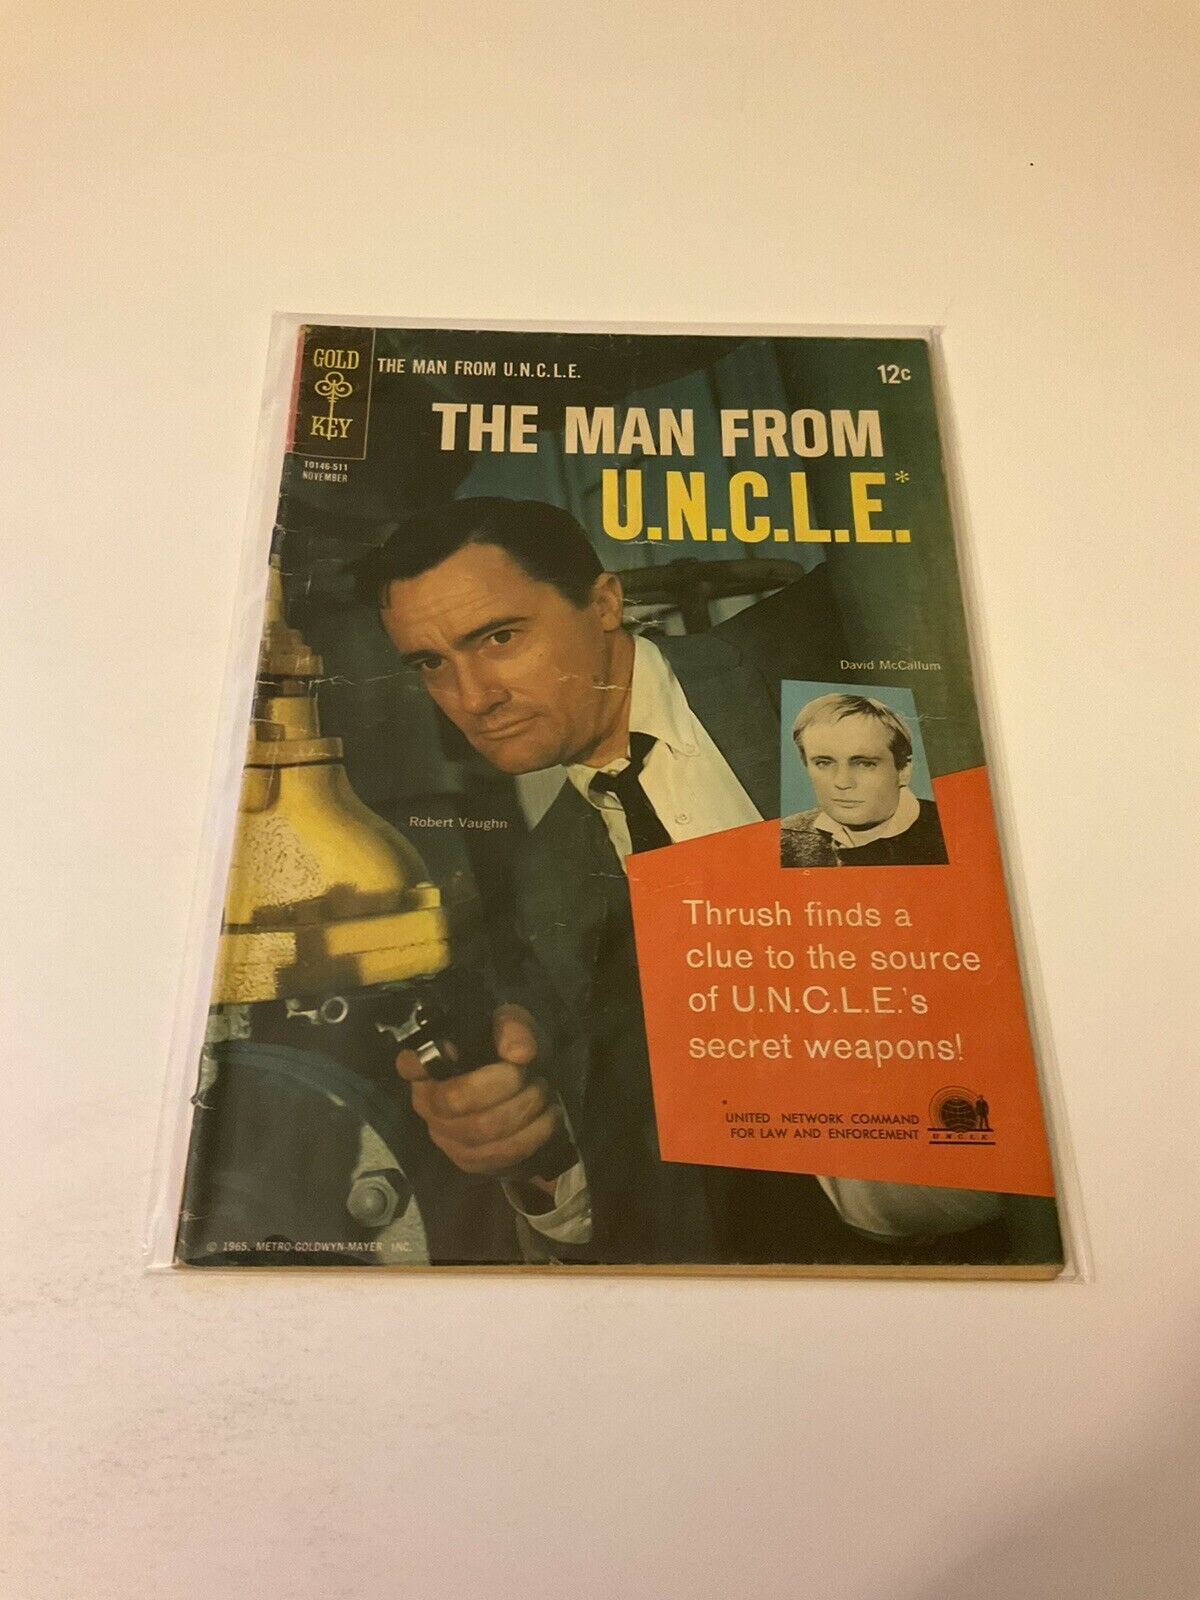 GOLD
KEY
THE MAN FROM U.N.C.L.E.
12c
10146-511
NOVEMBER
THE MAN FROM
U.N.C.L.E.*
David McCallum
Robert Vaughn
Thrush finds a
clue to the source
of U.N.C.L.E.'s
secret weapons!
*
UNITED NETWORK COMMAND
FOR LAW AND ENFORCEMENT
U.N.C.L.E.
© 1965, METRO-GOLDWYN-MAYER INC.